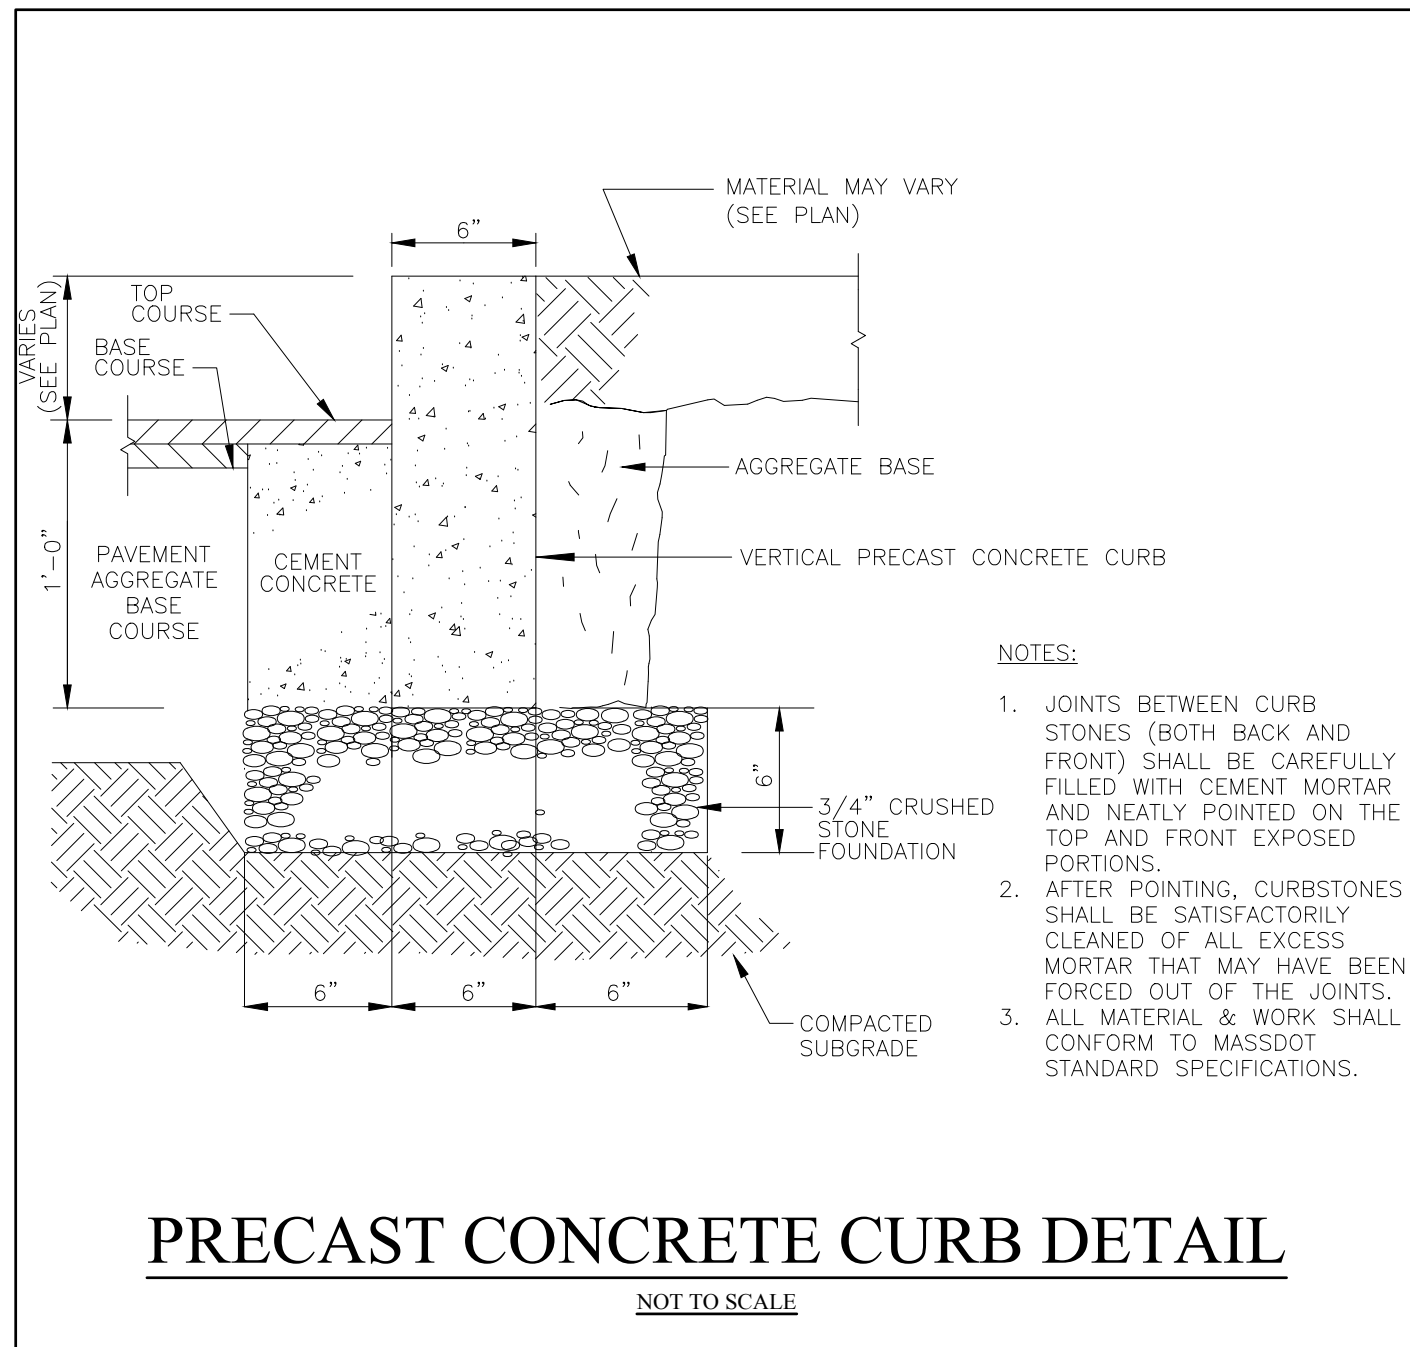 MATERIAL MAY VARY
(SEE PLAN)
6”
VARIES
(SEE PLAN)
TOP
COURSE
BASE
COURSE
AGGREGATE BASE
1’-0”
PAVEMENT
AGGREGATE
BASE
COURSE
CEMENT
CONCRETE
VERTICAL PRECAST CONCRETE CURB
6”
3/4” CRUSHED
STONE
FOUNDATION
6”
6”
6”
COMPACTED
SUBGRADE
NOTES:
1. JOINTS BETWEEN CURB
STONES (BOTH BACK AND
FRONT) SHALL BE CAREFULLY
FILLED WITH CEMENT MORTAR
AND NEATLY POINTED ON THE
TOP AND FRONT EXPOSED
PORTIONS.
2. AFTER POINTING, CURBSTONES
SHALL BE SATISFACTORILY
CLEANED OF ALL EXCESS
MORTAR THAT MAY HAVE BEEN
FORCED OUT OF THE JOINTS.
3. ALL MATERIAL & WORK SHALL
CONFORM TO MASSDOT
STANDARD SPECIFICATIONS.
PRECAST CONCRETE CURB DETAIL
NOT TO SCALE